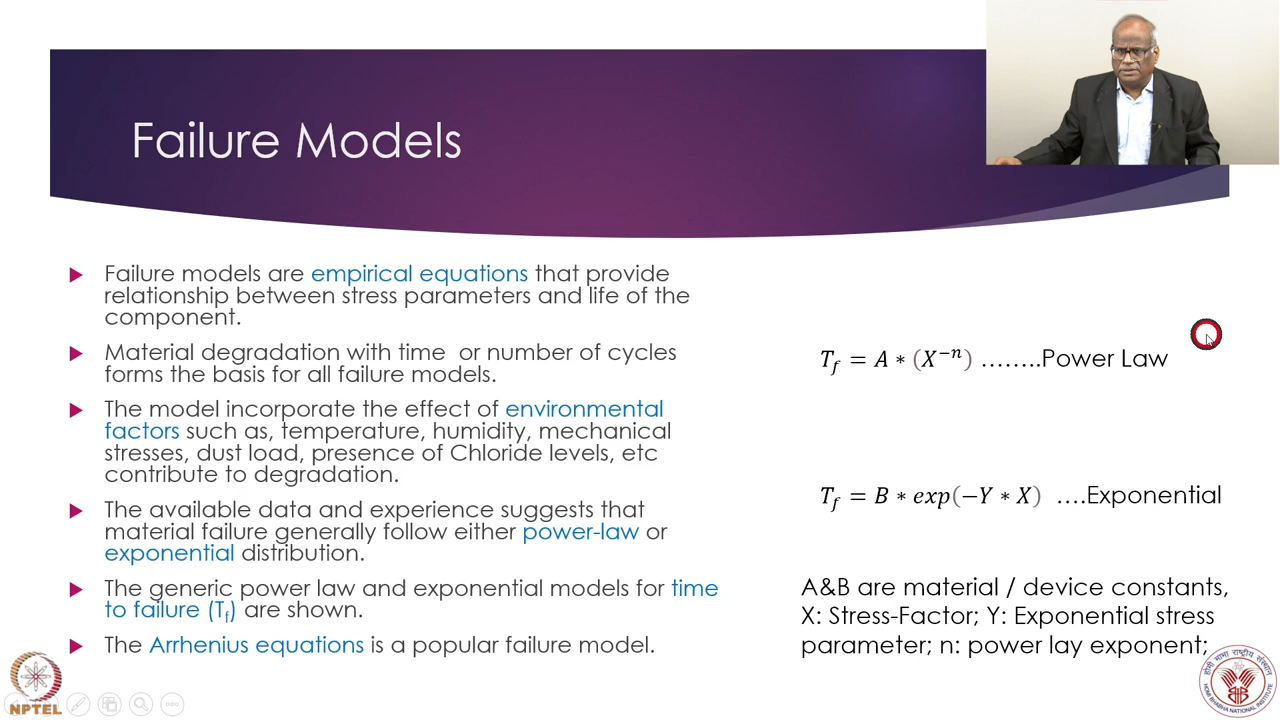 Failure Models
Failure models are empirical equations that provide
relationship between stress parameters and life of the
component.
Material degradation with time or number of cycles
forms the basis for all failure models.
The model incorporate the effect of environmental
factors such as, temperature, humidity, mechanical
stresses, dust load, presence of Chloride levels, etc
contribute to degradation.
The available data and experience suggests that
material failure generally follow either power-law or
exponential distribution.
The generic power law and exponential models for time
to failure (T_f) are shown.
The Arrhenius equations is a popular failure model.
T_f = A ∗ (X^{−n}) ........Power Law
T_f = B ∗ exp(−Y ∗ X) ....Exponential
A&B are material / device constants,
X: Stress-Factor; Y: Exponential stress
parameter; n: power lay exponent;
NPTEL
होमी भाभा राष्ट्रीय संस्थान
HOMI BHABHA NATIONAL INSTITUTE